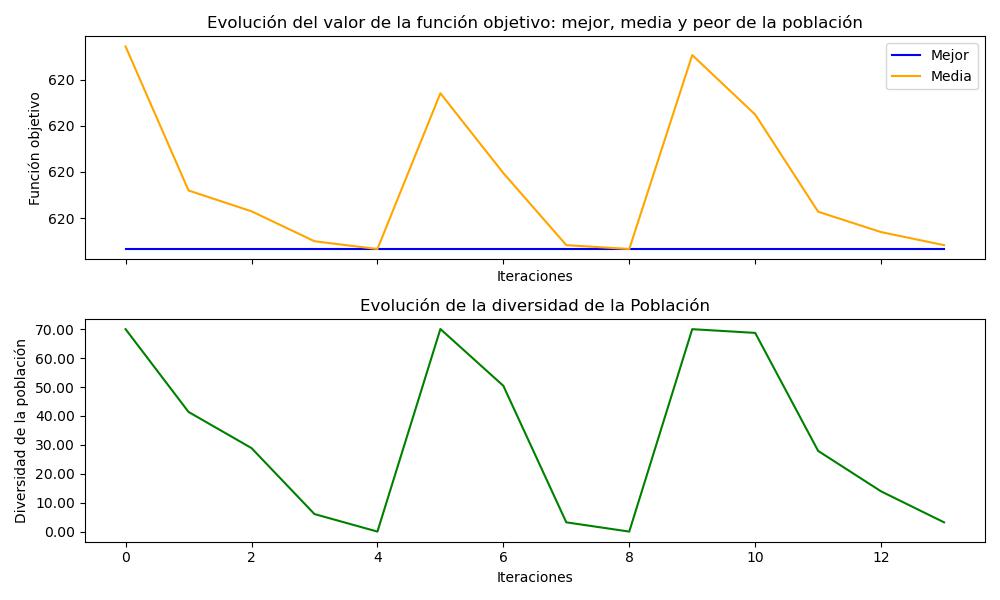 Evolución del valor de la función objetivo: mejor, media y peor de la población
Mejor
Media
620
620
620
620
Función objetivo
Iteraciones
Evolución de la diversidad de la Población
70.00
60.00
50.00
40.00
30.00
20.00
10.00
0.00
Diversidad de la población
0 2 4 6 8 10 12
Iteraciones